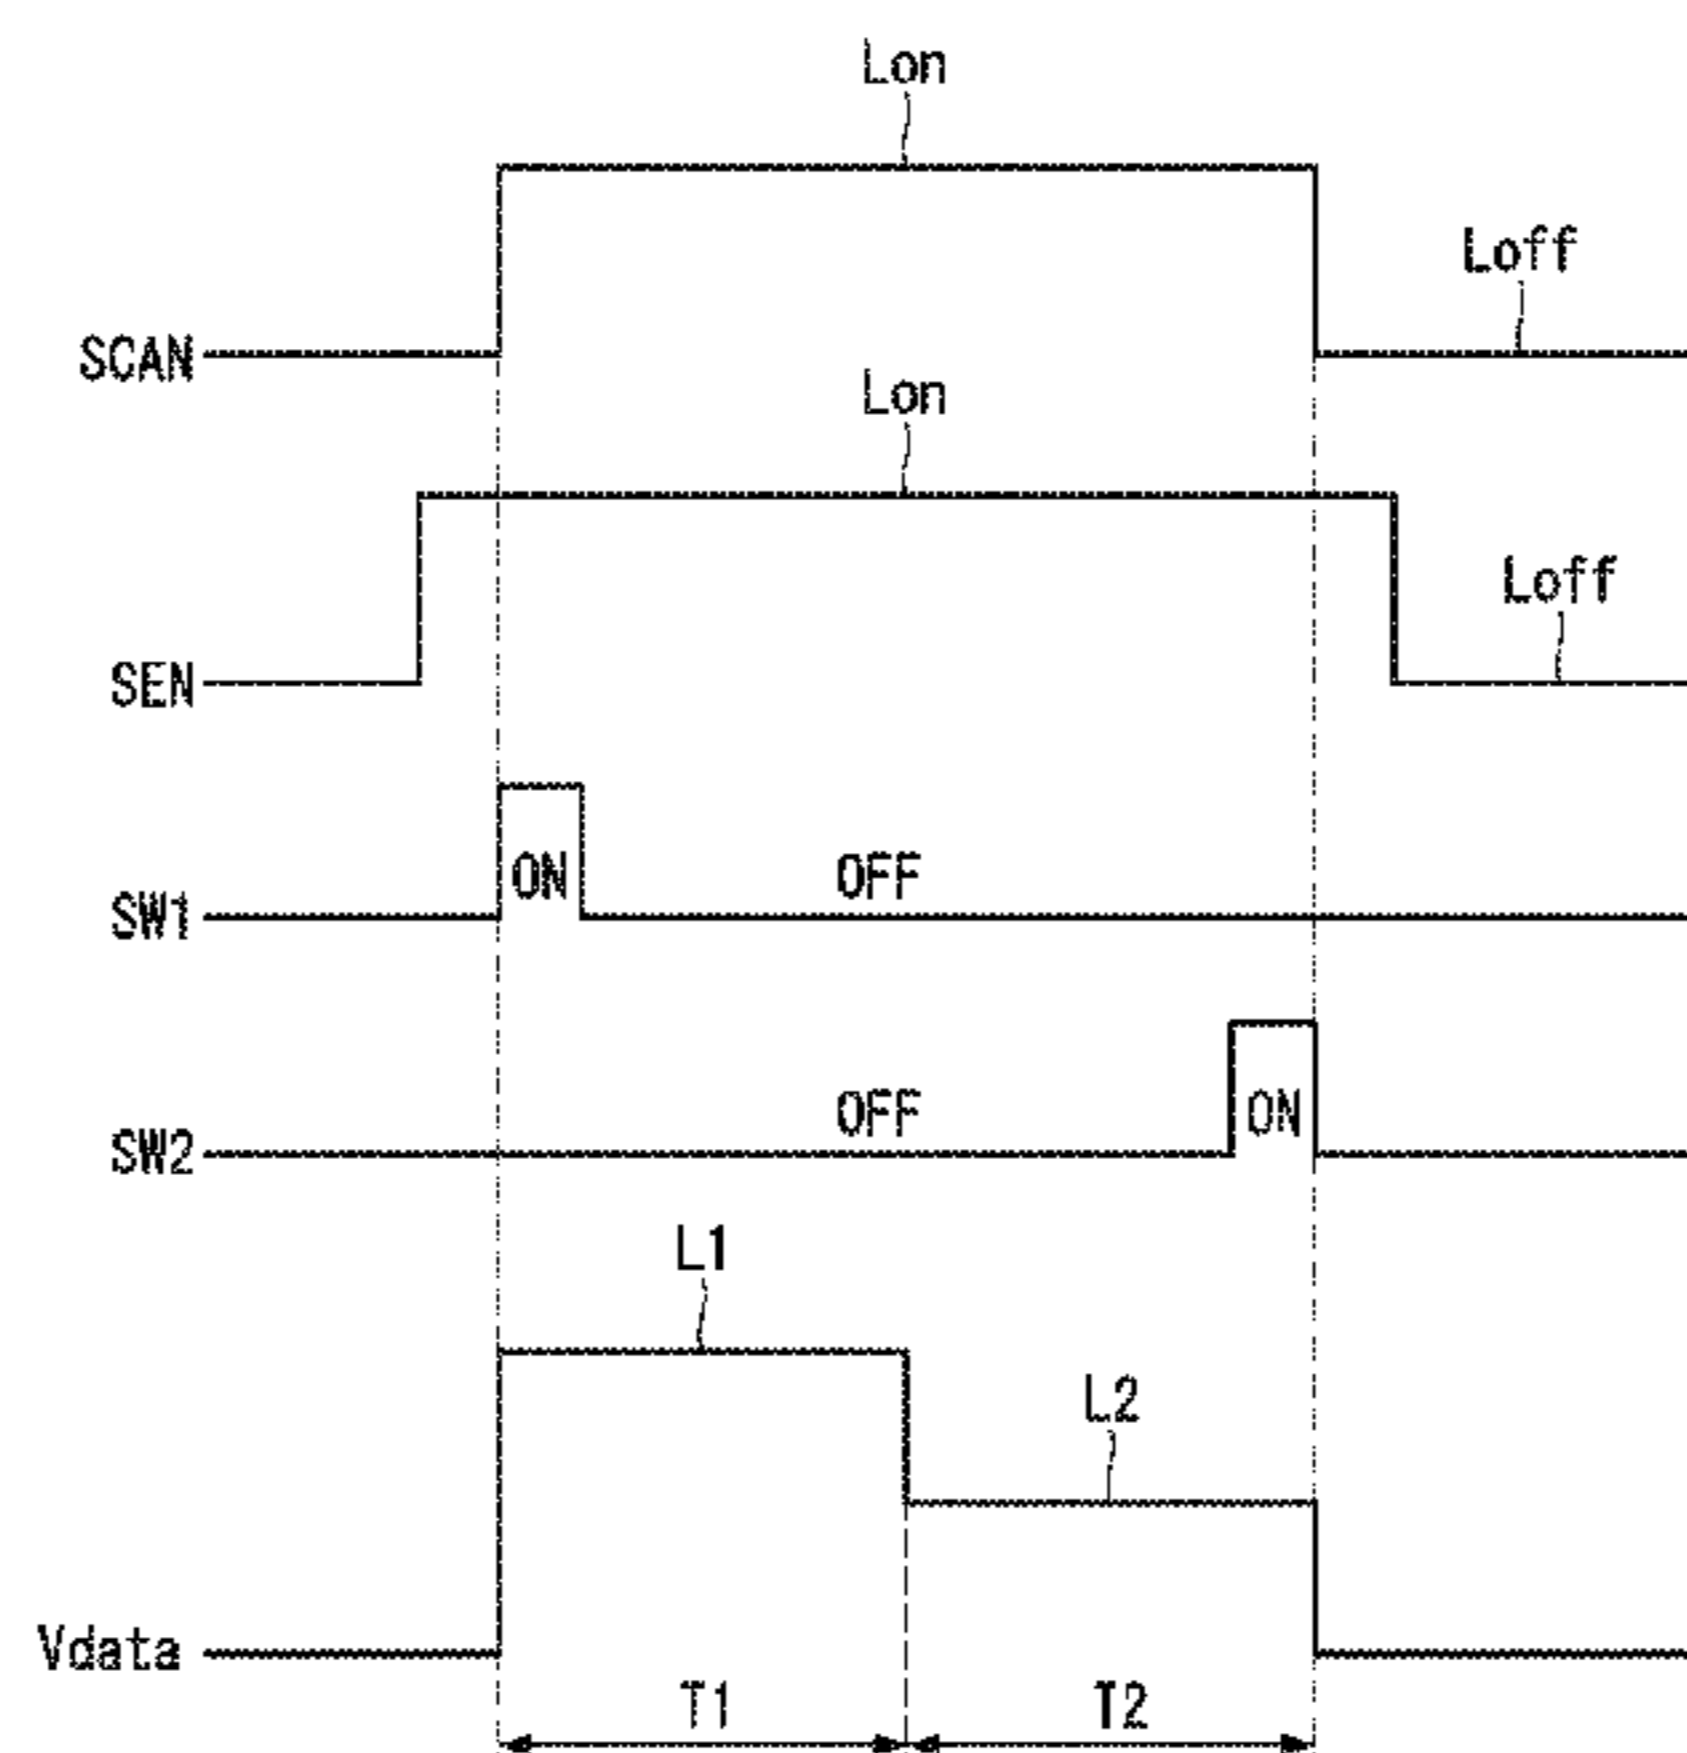 Lon
Loff
SCAN
Lon
Loff
SEN
ON OFF
SW1
OFF ON
SW2
L1
L2
Vdata
T1 T2